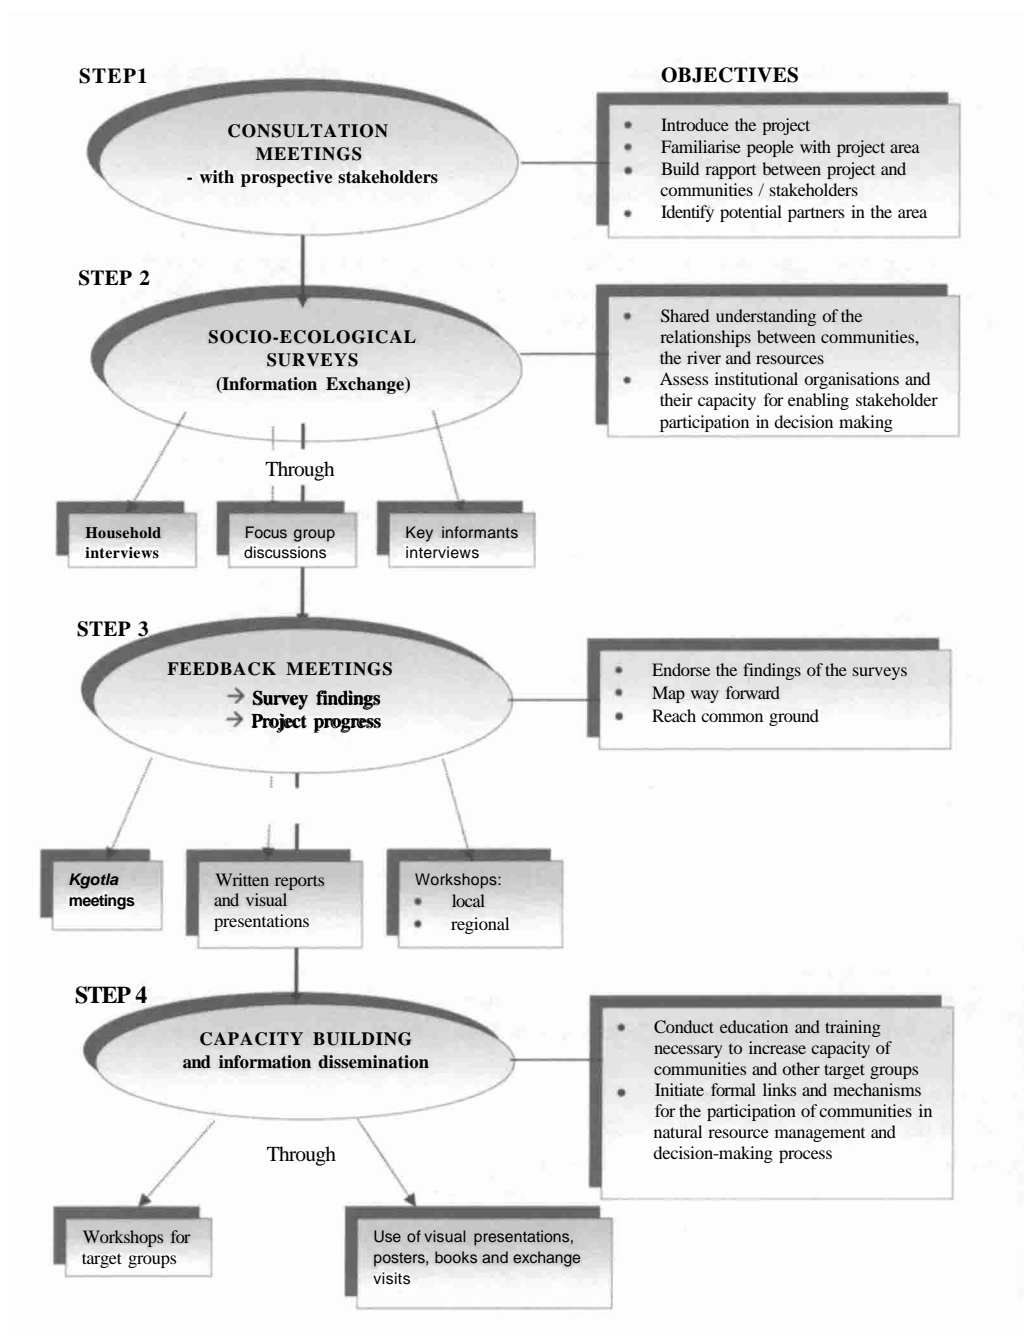 STEP1
OBJECTIVES
CONSULTATION
MEETINGS
- with prospective stakeholders
• Introduce the project
• Familiarise people with project area
• Build rapport between project and
communities / stakeholders
• Identify potential partners in the area
STEP 2
SOCIO-ECOLOGICAL
SURVEYS
(Information Exchange)
• Shared understanding of the
relationships between communities,
the river and resources
• Assess institutional organisations and
their capacity for enabling stakeholder
participation in decision making
Through
Household
interviews
Focus group
discussions
Key informants
interviews
STEP 3
FEEDBACK MEETINGS
→ Survey findings
→ Project progress
• Endorse the findings of the surveys
• Map way forward
• Reach common ground
Kgotla
meetings
Written reports
and visual
presentations
Workshops:
• local
• regional
STEP 4
CAPACITY BUILDING
and information dissemination
• Conduct education and training
necessary to increase capacity of
communities and other target groups
• Initiate formal links and mechanisms
for the participation of communities in
natural resource management and
decision-making process
Through
Workshops for
target groups
Use of visual presentations,
posters, books and exchange
visits